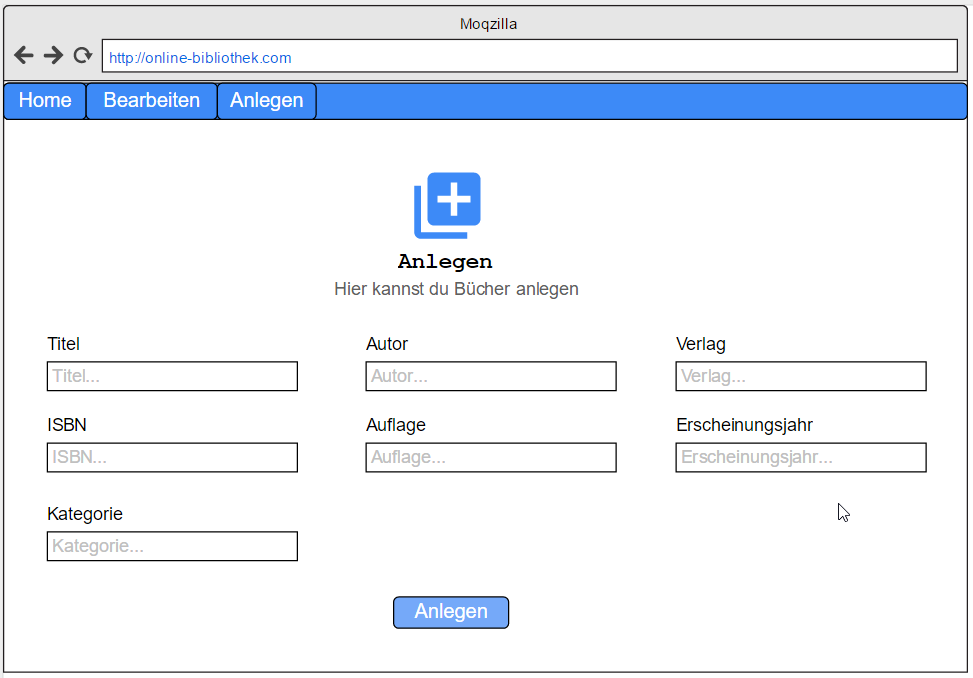 Moqzilla
http://online-bibliothek.com
Home Bearbeiten Anlegen
Anlegen
Hier kannst du Bücher anlegen
Titel Autor Verlag
Titel... Autor... Verlag...
ISBN Auflage Erscheinungsjahr
ISBN... Auflage... Erscheinungsjahr...
Kategorie
Kategorie...
Anlegen